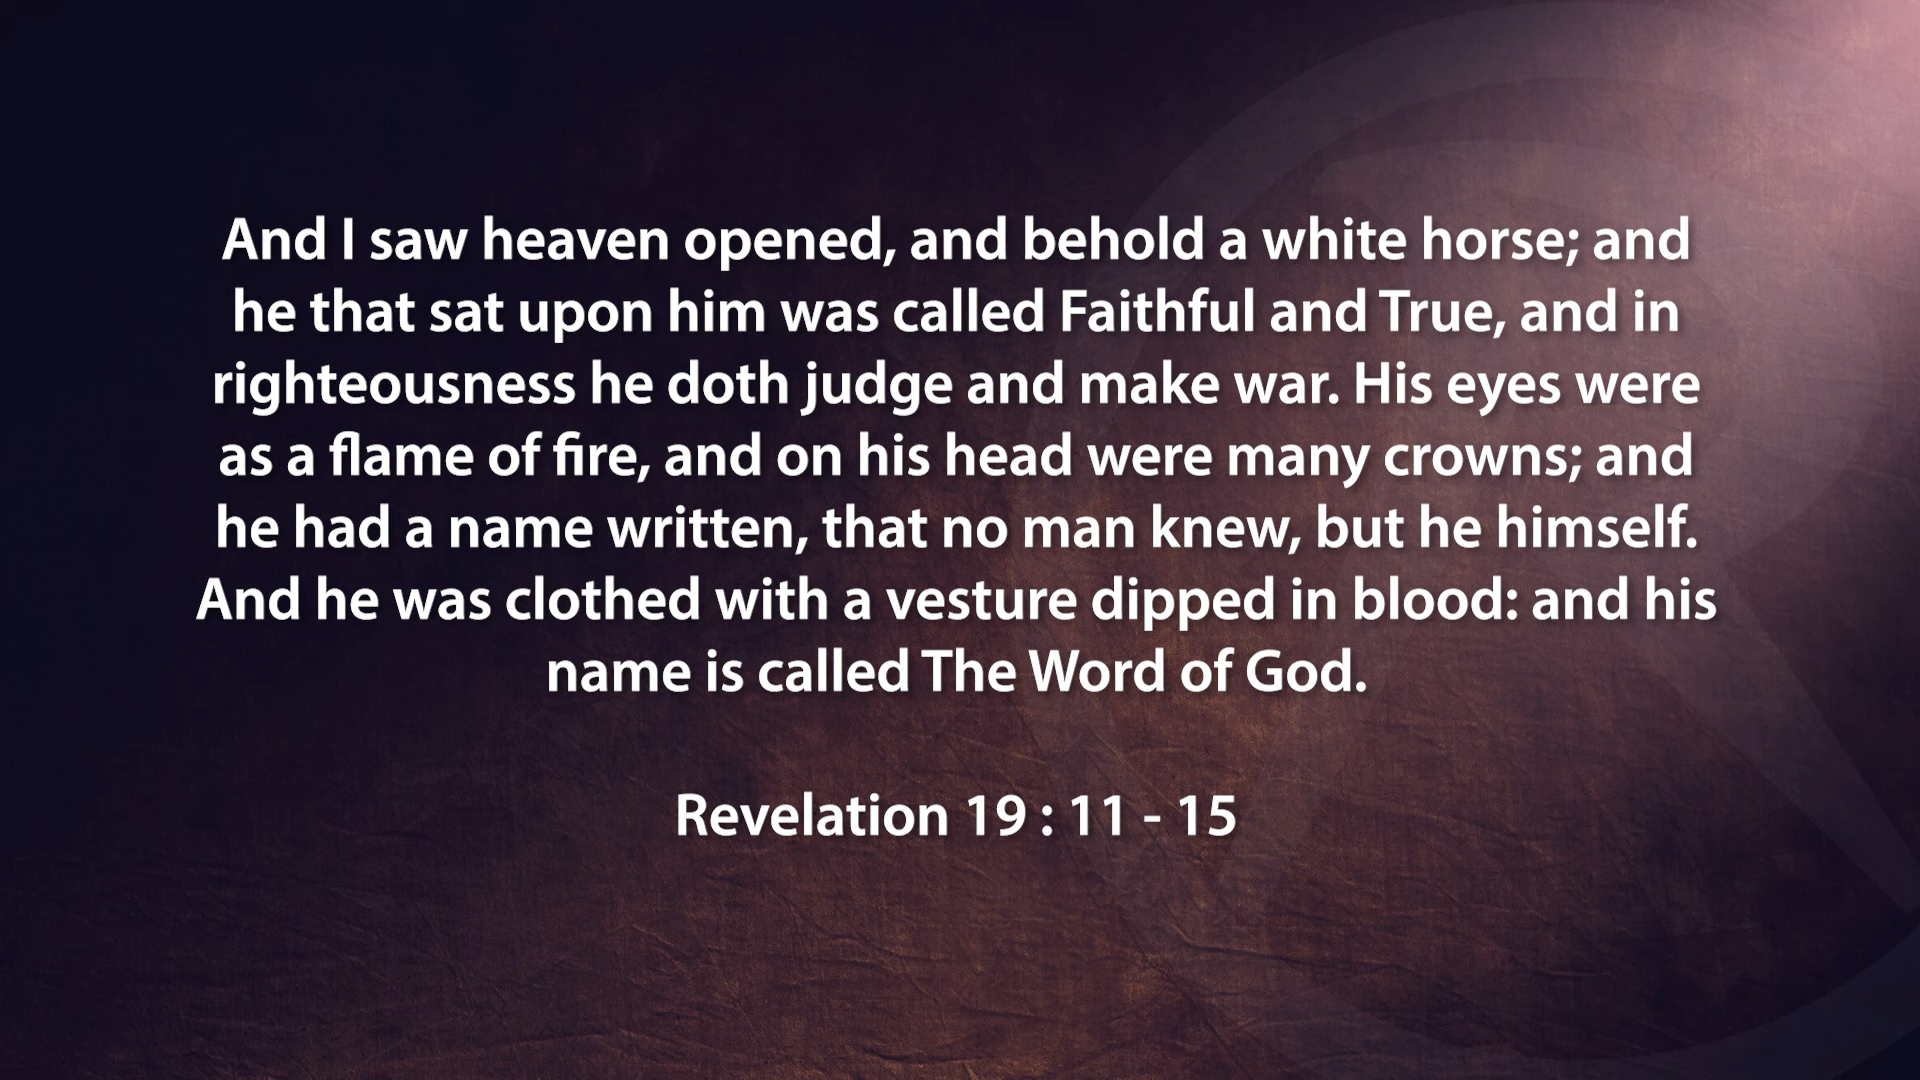 And I saw heaven opened, and behold a white horse; and
he that sat upon him was called Faithful and True, and in
righteousness he doth judge and make war. His eyes were
as a flame of fire, and on his head were many crowns; and
he had a name written, that no man knew, but he himself.
And he was clothed with a vesture dipped in blood: and his
name is called The Word of God.
Revelation 19 : 11 - 15